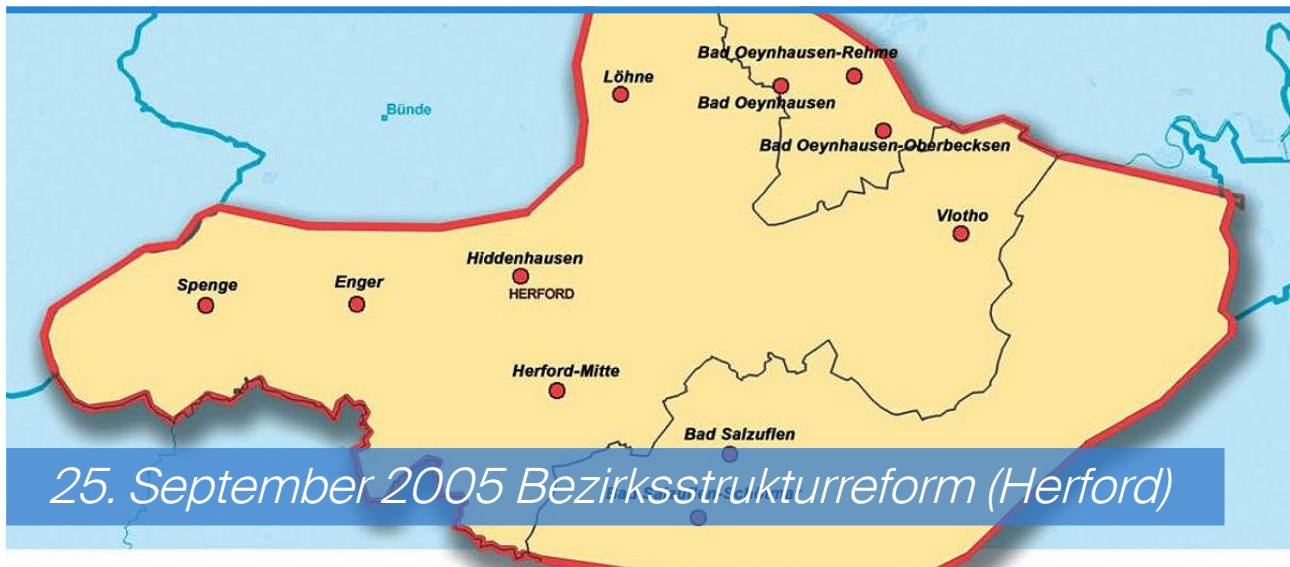 Bad Oeynhausen-Rehme
Löhne
Bad Oeynhausen
Bünde
Bad Oeynhausen-Oberbecksen
Vlotho
Hiddenhausen
Spenge
Enger
HERFORD
Herford-Mitte
Bad Salzuflen
25. September 2005 Bezirksstrukturreform (Herford)